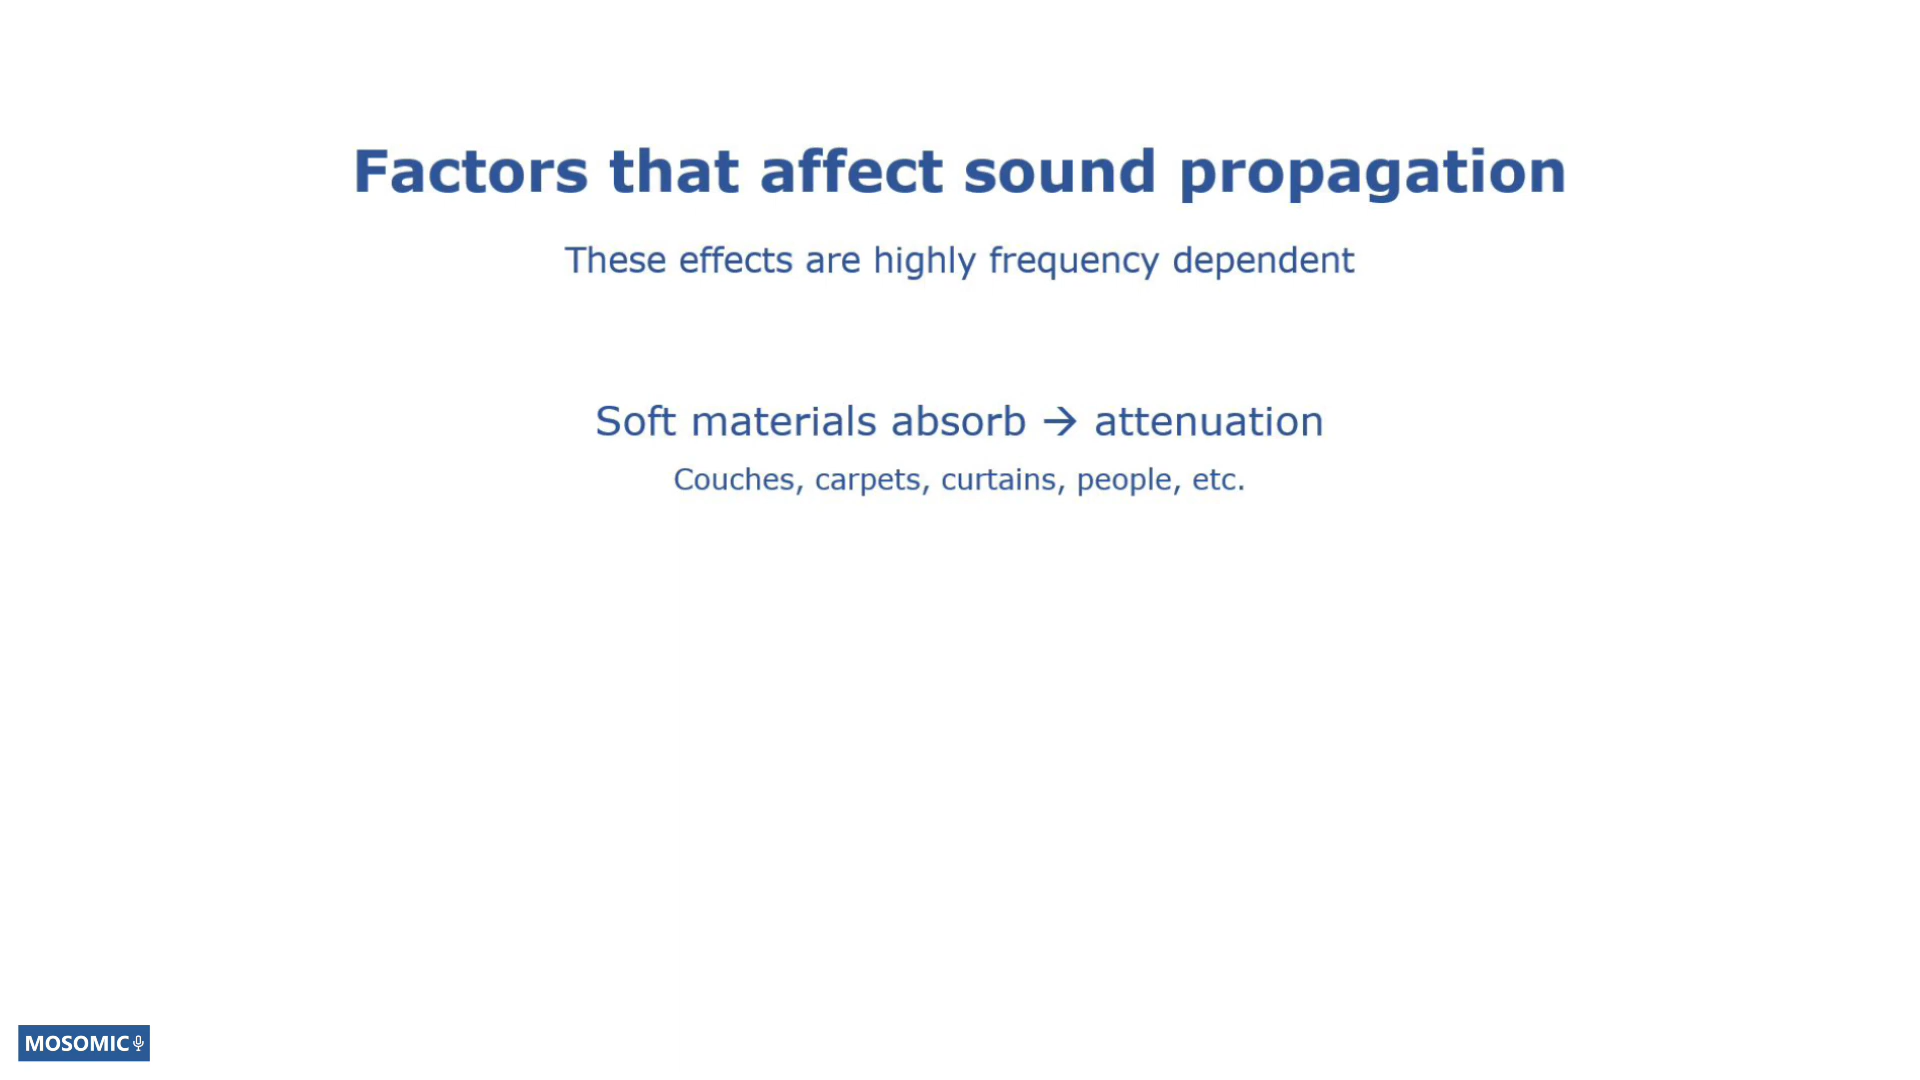 Factors that affect sound propagation
These effects are highly frequency dependent
Soft materials absorb → attenuation
Couches, carpets, curtains, people, etc.
MOSOMIC